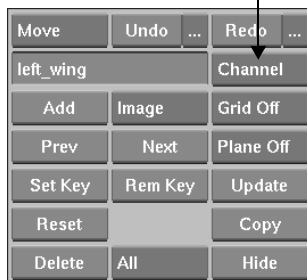 Move Undo ... Redo ...
left_wing Channel
Add Image Grid Off
Prev Next Plane Off
Set Key Rem Key Update
Reset Copy
Delete All Hide